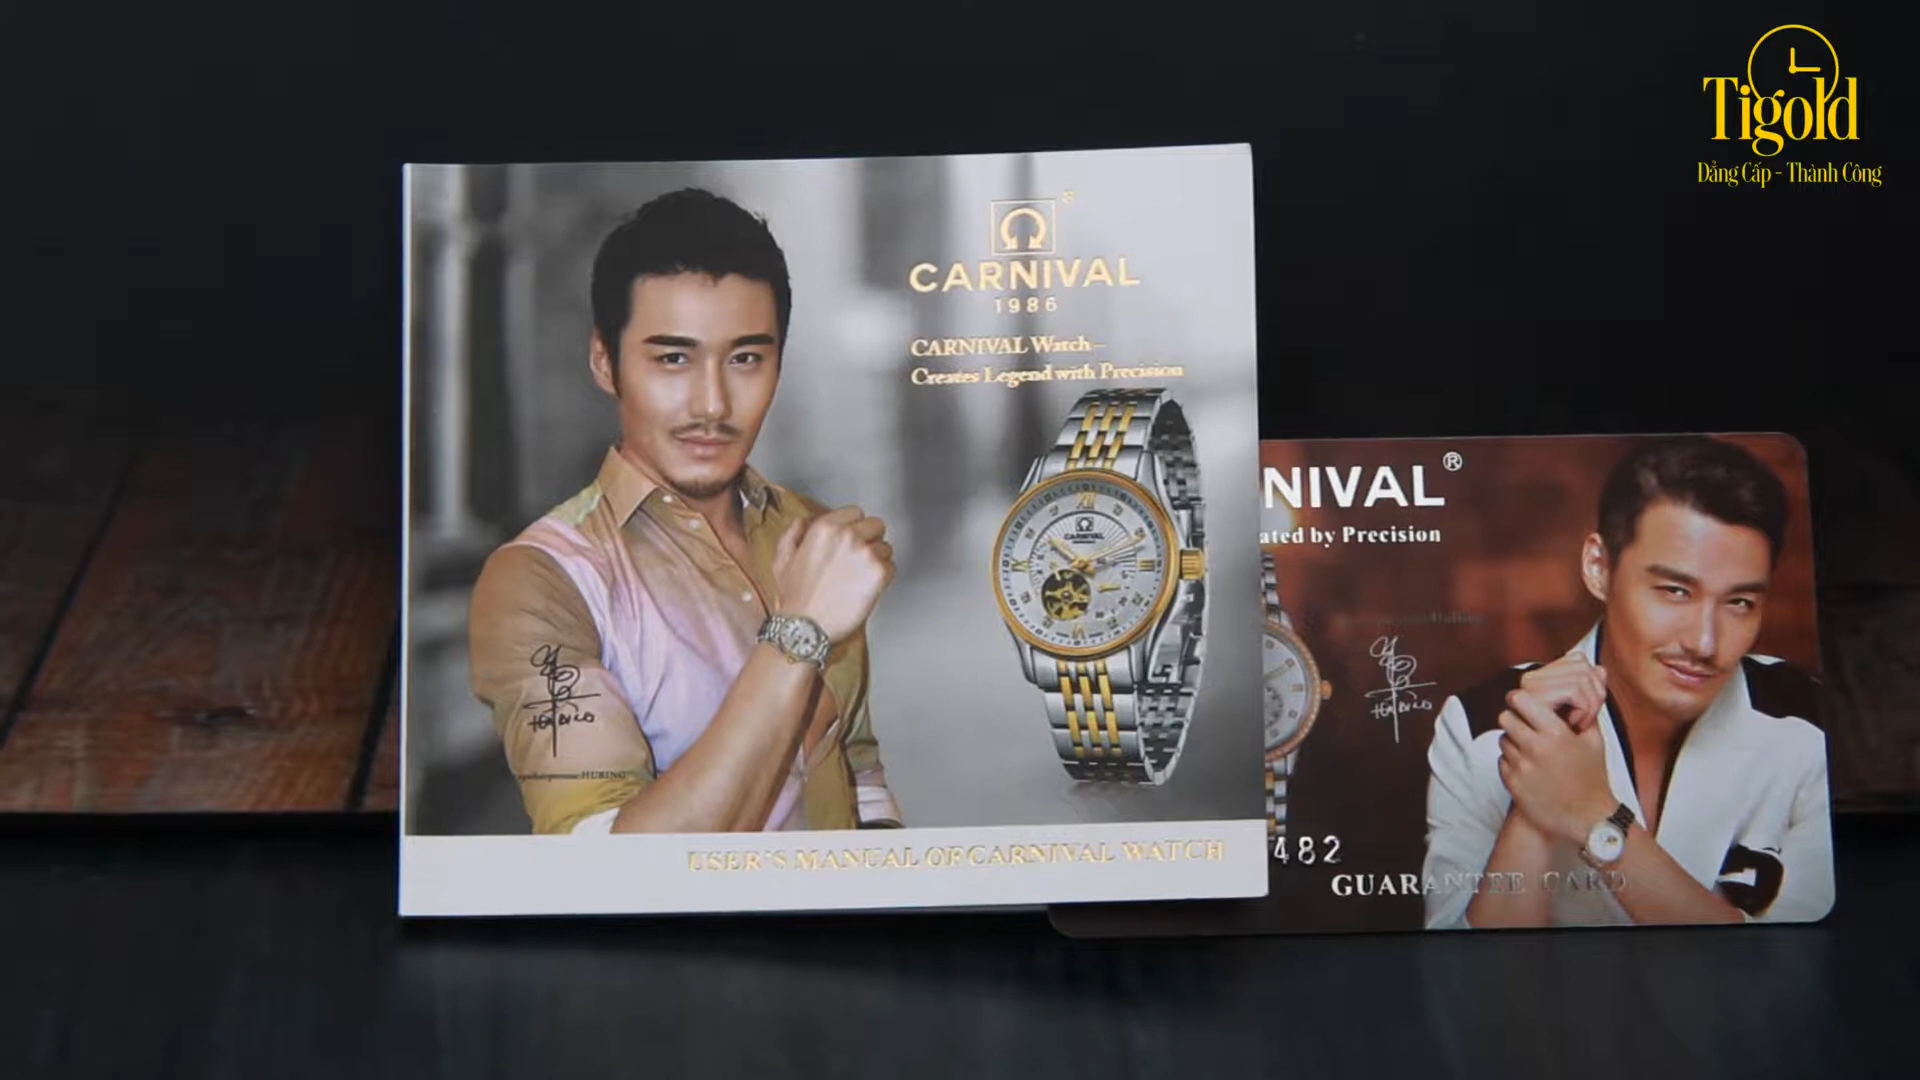 Tigold
Đẳng Cấp - Thành Công
®
CARNIVAL
1986
CARNIVAL Watch–
Creates Legend with Precision
CARNIVAL
USER'S MANUAL OF CARNIVAL WATCH
NIVAL®
ated by Precision
482
GUARANTEE CARD